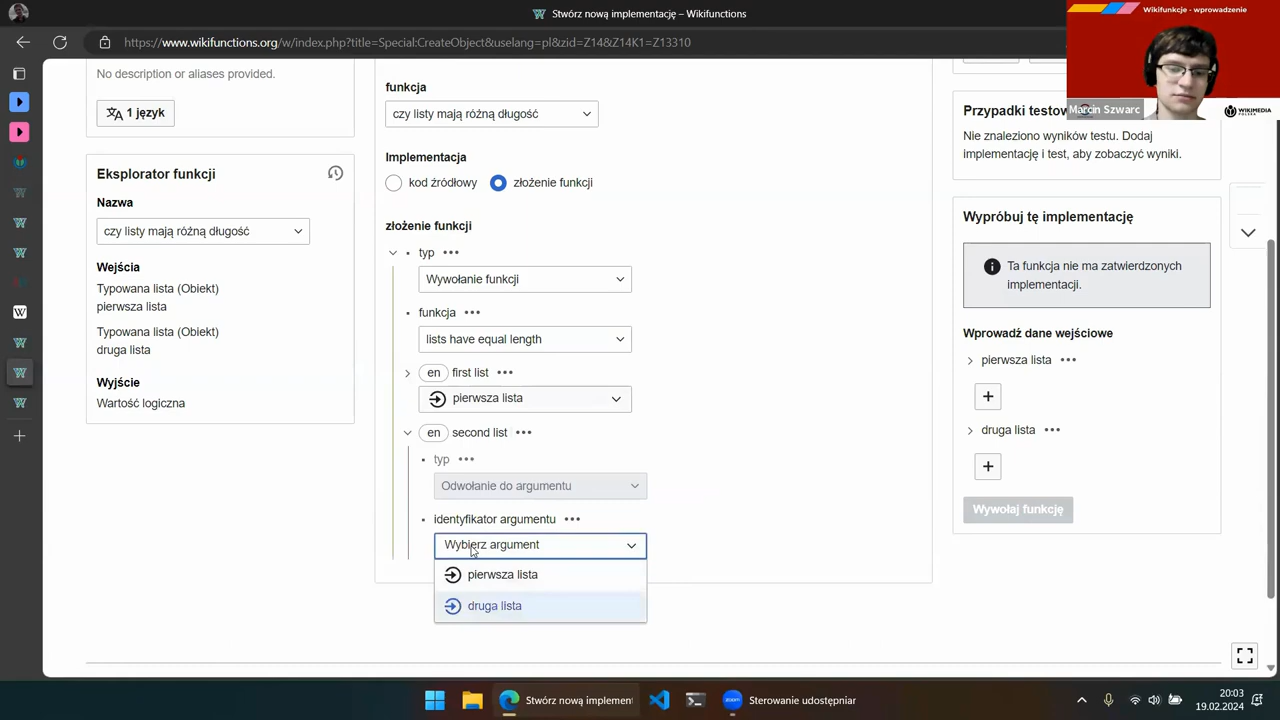 Stwórz nową implementację – Wikifunctions
https://www.wikifunctions.org/w/index.php?title=Special:CreateObject&uselang=pl&zid=Z14&Z14K1=Z13310
Wikifunkcje - wprowadzenie
Marcin Szwarc
WIKIMEDIA
POLSKA
No description or aliases provided.
1 język
Eksplorator funkcji
Nazwa
czy listy mają różną długość
Wejścia
Typowana lista (Obiekt)
pierwsza lista
Typowana lista (Obiekt)
druga lista
Wyjście
Wartość logiczna
funkcja
czy listy mają różną długość
Implementacja
kod źródłowy
złożenie funkcji
złożenie funkcji
typ
Wywołanie funkcji
funkcja
lists have equal length
en first list
pierwsza lista
en second list
typ
Odwołanie do argumentu
identyfikator argumentu
Wybierz argument
pierwsza lista
druga lista
Przypadki testow
Nie znaleziono wyników testu. Dodaj
implementację i test, aby zobaczyć wyniki.
Wypróbuj tę implementację
Ta funkcja nie ma zatwierdzonych
implementacji.
Wprowadź dane wejściowe
pierwsza lista
druga lista
Wywołaj funkcję
Stwórz nową implement
zoom
Sterowanie udostępniar
20:03
19.02.2024